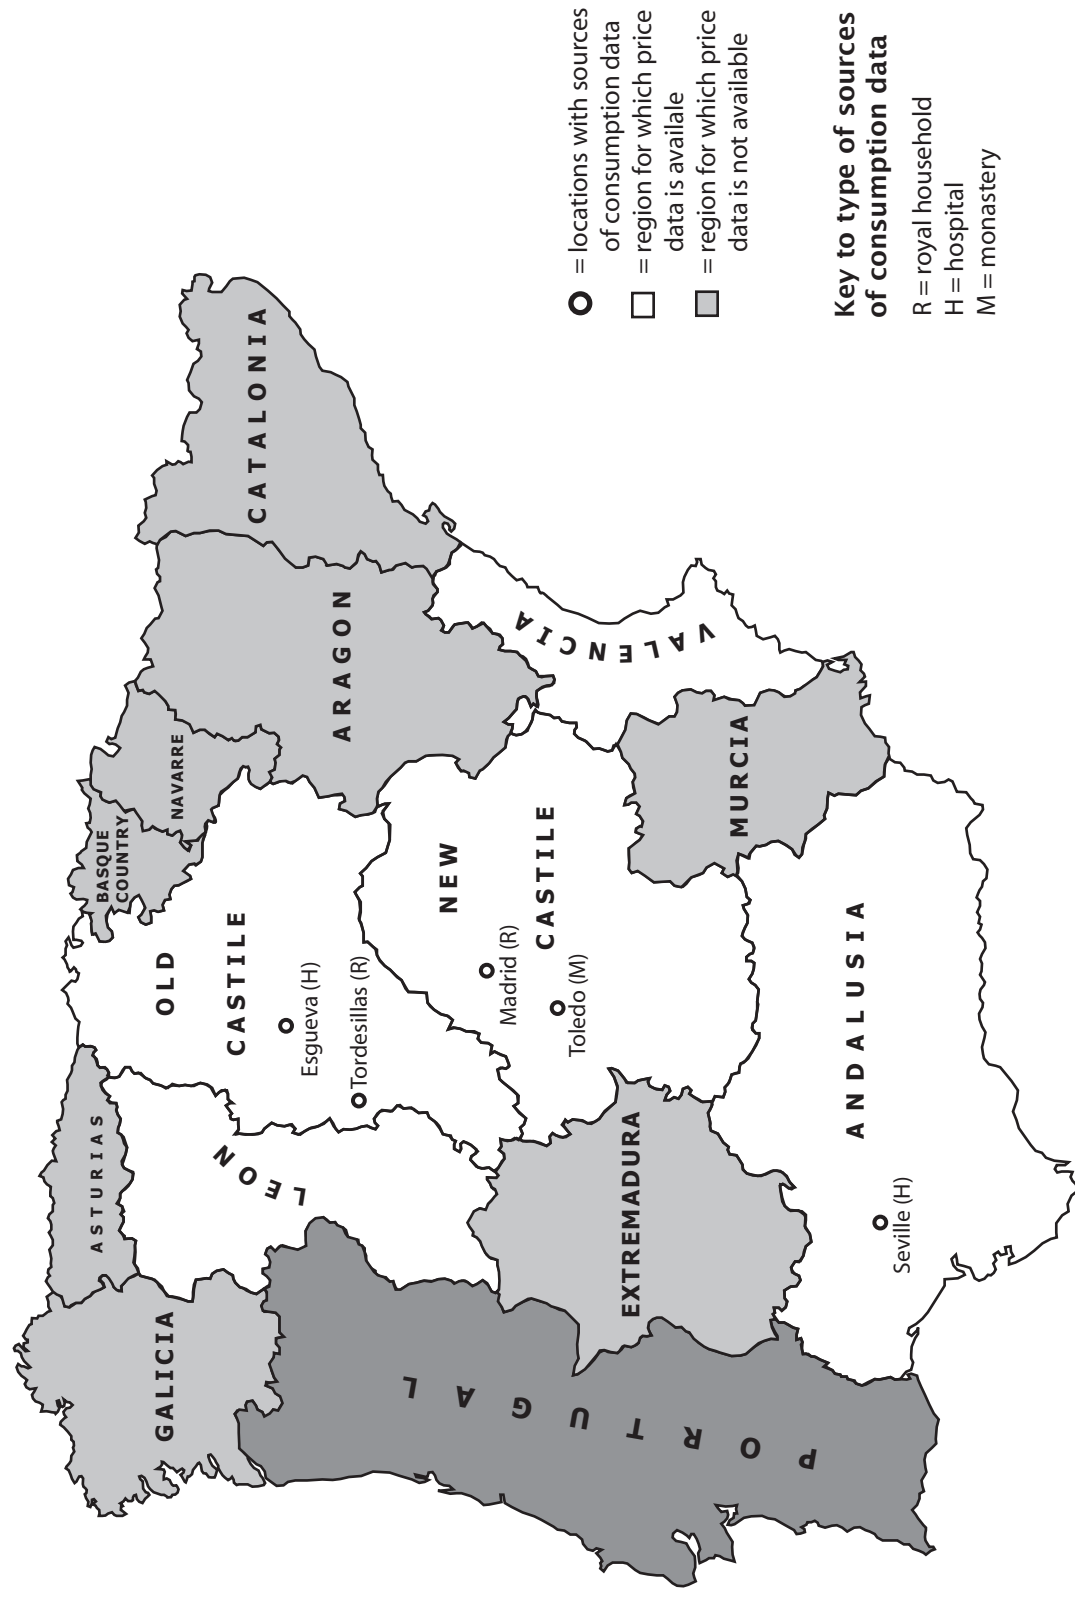 GALICIA
ASTURIAS
BASQUE
COUNTRY
NAVARRE
CATALONIA
LEON
OLD
CASTILE
ARAGON
Esgueva (H)
Tordesillas (R)
PORTUGAL
NEW
CASTILE
Madrid (R)
Toledo (M)
VALENCIA
EXTREMADURA
MURCIA
ANDALUSIA
Seville (H)
= locations with sources
of consumption data
= region for which price
data is availale
= region for which price
data is not available
Key to type of sources
of consumption data
R = royal household
H = hospital
M = monastery